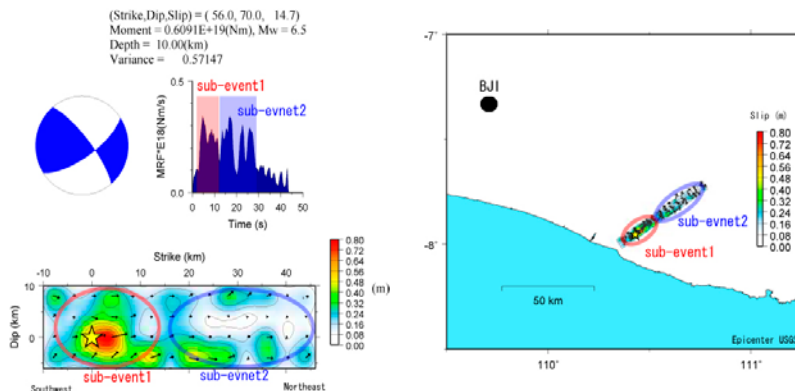 (Strike,Dip,Slip) = ( 56.0, 70.0, 14.7)
Moment = 0.6091E+19(Nm), Mw = 6.5
Depth = 10.00(km)
Variance = 0.57147
0.5
sub-event1
sub-evnet2
MRF*E18(Nm/s)
0.0
0 10 20 30 40 50
Time (s)
Strike (km)
-10 0 10 20 30 40
10
0
Dip(km)
0.80
0.72
0.64
0.56
0.48
0.40
0.32
0.24
0.16
0.08
0.00
(m)
sub-event1
sub-evnet2
Southwest
Northeast
-7°
BJI
Slip (m)
0.80
0.72
0.64
0.56
0.48
0.40
0.32
0.24
0.16
0.08
0.00
sub-evnet2
-8°
sub-event1
50 km
Epicenter USGS
110°
111°